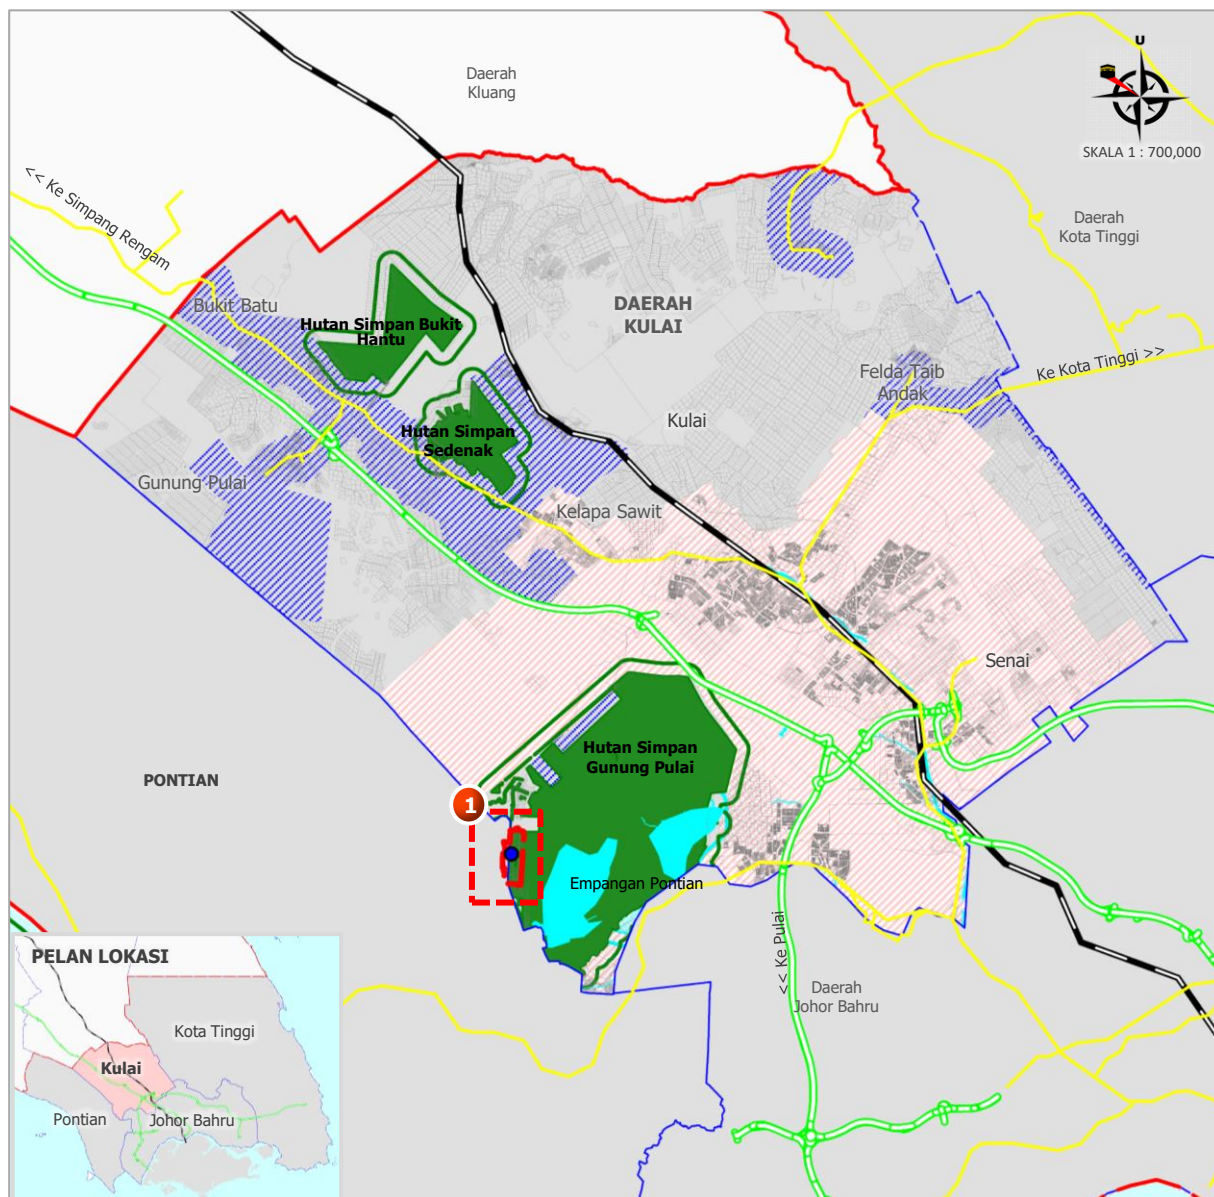 U
SKALA 1 : 700,000
Daerah
Kluang
<< Ke Simpang Rengam
Daerah
Kota Tinggi
Bukit Batu
DAERAH
KULAI
Hutan Simpan Bukit
Hantu
Ke Kota Tinggi >>
Felda Taib
Andak
Kulai
Hutan Simpan
Sedenak
Gunung Pulai
Kelapa Sawit
Senai
Hutan Simpan
Gunung Pulai
PONTIAN
1
Empangan Pontian
<< Ke Pulai
Daerah
Johor Bahru
PELAN LOKASI
Kota Tinggi
Kulai
Pontian
Johor Bahru